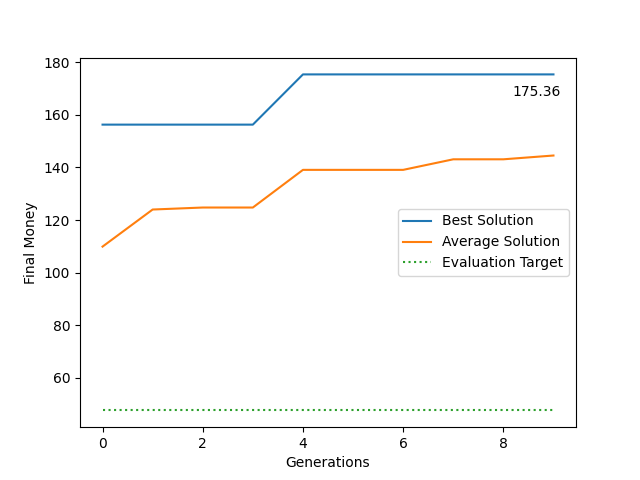 180
160
140
120
100
80
60
Final Money
175.36
Best Solution
Average Solution
Evaluation Target
0 2 4 6 8
Generations